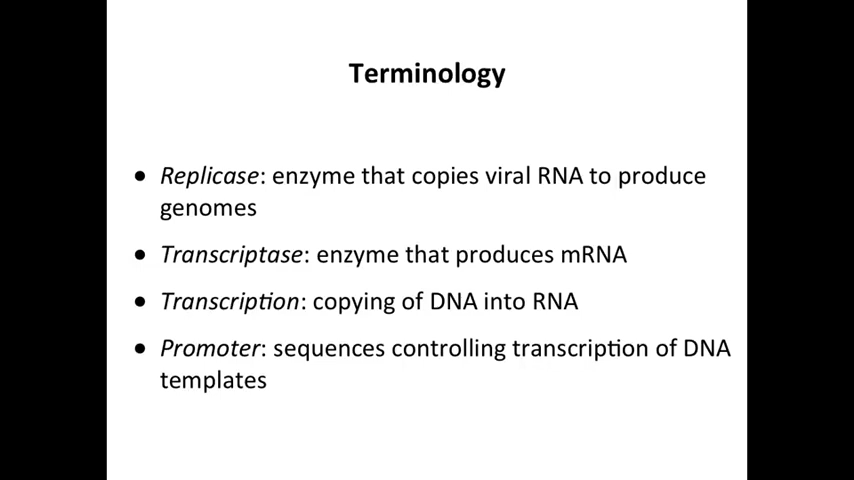 Terminology
• Replicase: enzyme that copies viral RNA to produce
genomes
• Transcriptase: enzyme that produces mRNA
• Transcription: copying of DNA into RNA
• Promoter: sequences controlling transcription of DNA
templates